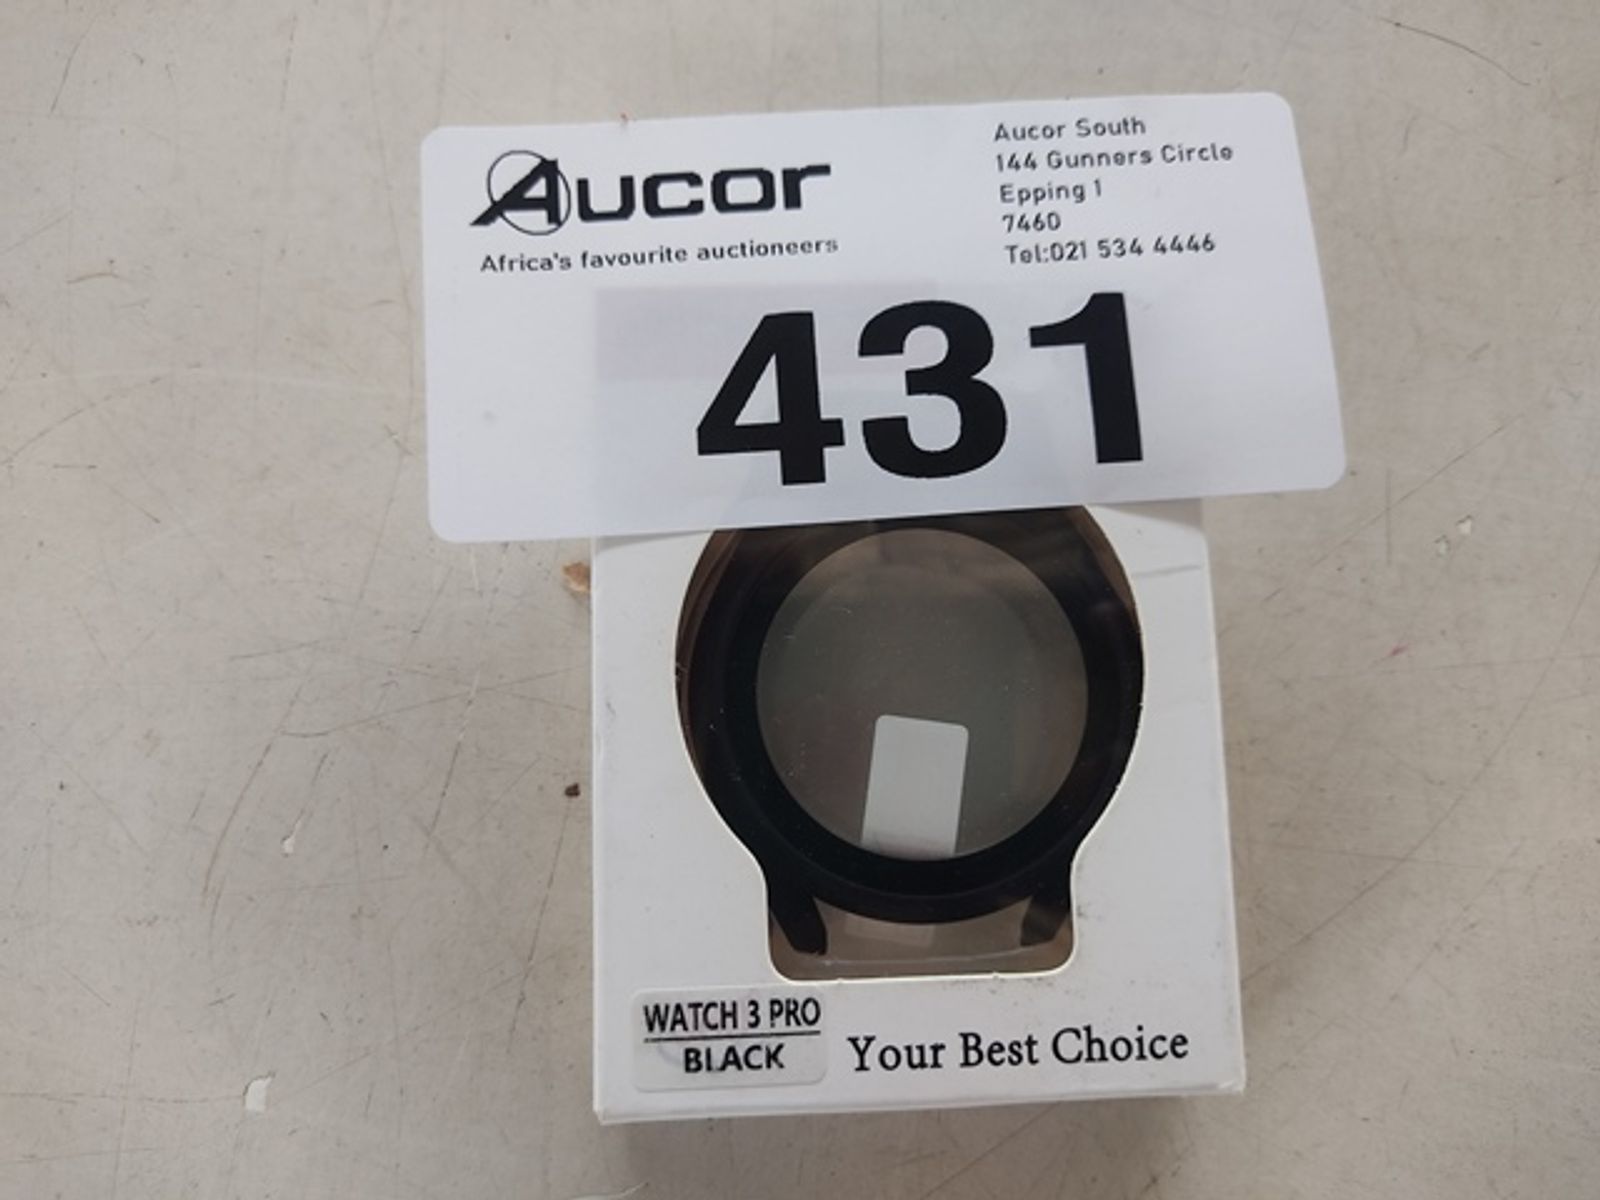 Aucor
Africa's favourite auctioneers
Aucor South
144 Gunners Circle
Epping 1
7460
Tel:021 534 4446
431
WATCH 3 PRO
BLACK
Your Best Choice